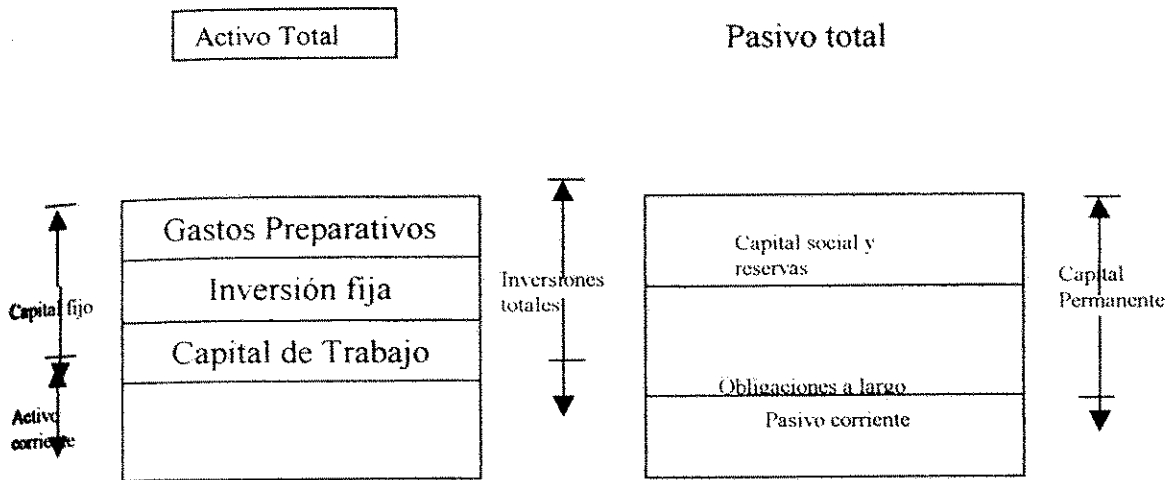 Activo Total
Pasivo total
Gastos Preparativos
Inversión fija
Capital de Trabajo
Capital fijo
Activo
corriente
Inversiones
totales
Capital social y
reservas
Obligaciones a largo
Pasivo corriente
Capital
Permanente